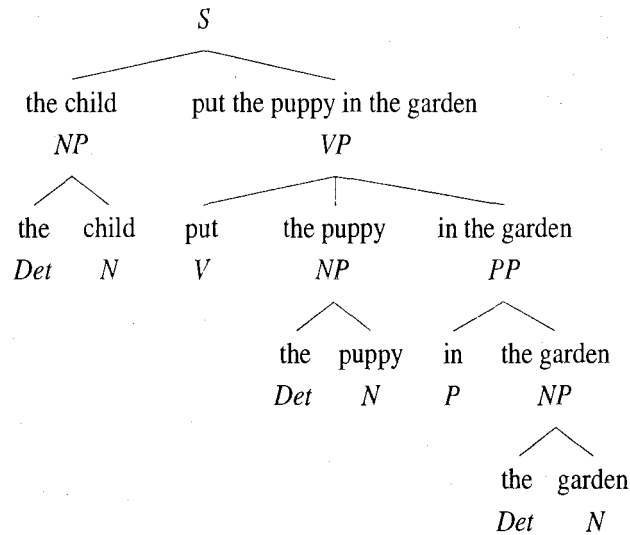 S
the child put the puppy in the garden
NP VP
the child put the puppy in the garden
Det N V NP PP
the puppy in the garden
Det N P NP
the garden
Det N